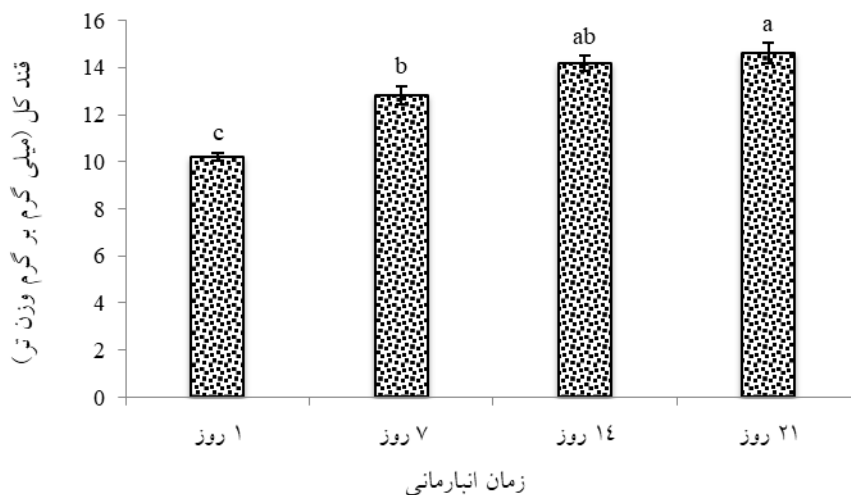 قند کل (میلی گرم بر گرم وزن تر)
16
14
12
10
8
6
4
2
0
c
b
ab
a
۱ روز
۷ روز
۱٤ روز
۲۱ روز
زمان انبارمانی